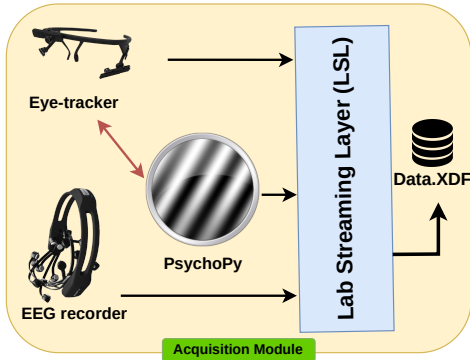 Eye-tracker
PsychoPy
EEG recorder
Lab Streaming Layer (LSL)
Data.XDF
Acquisition Module